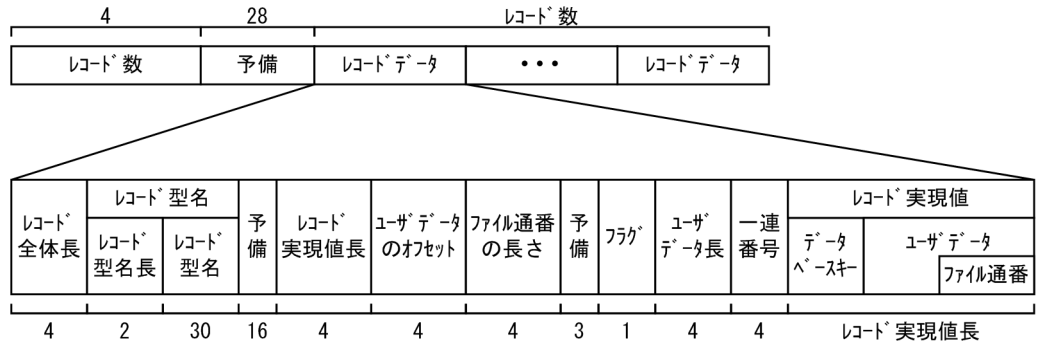 4 28 ﾚｺｰﾄﾞ数
ﾚｺｰﾄﾞ数 予備 ﾚｺｰﾄﾞﾃﾞｰﾀ ・・・ ﾚｺｰﾄﾞﾃﾞｰﾀ
ﾚｺｰﾄﾞ
全体長
ﾚｺｰﾄﾞ型名
ﾚｺｰﾄﾞ
型名長
ﾚｺｰﾄﾞ
型名
予
備
ﾚｺｰﾄﾞ
実現値長
ﾕｰｻﾞﾃﾞｰﾀ
のｵﾌｾｯﾄ
ﾌｧｲﾙ通番
の長さ
予
備
ﾌﾗｸﾞ
ﾕｰｻﾞ
ﾃﾞｰﾀ長
一連
番号
ﾚｺｰﾄﾞ実現値
ﾃﾞｰﾀ
ﾍﾞｰｽｷｰ
ﾕｰｻﾞﾃﾞｰﾀ
ﾌｧｲﾙ通番
4 2 30 16 4 4 4 3 1 4 4 ﾚｺｰﾄﾞ実現値長